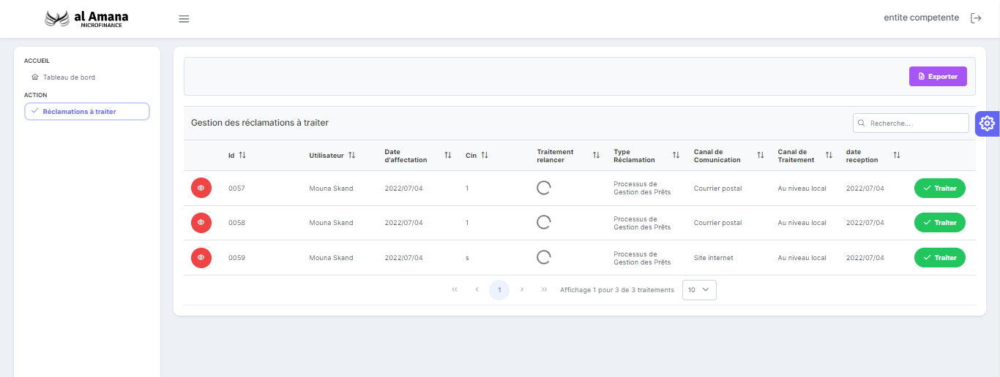 al Amana
MICROFINANCE
entite competente
ACCUEIL
Tableau de bord
ACTION
Réclamations à traiter
Exporter
Gestion des réclamations à traiter
Recherche...
Id Utilisateur Date d'affectation Cin Traitement relancer Type Réclamation Canal de Comunication Canal de Traitement date reception
0057 Mouna Skand 2022/07/04 1 Processus de Gestion des Prêts Courrier postal Au niveau local 2022/07/04 Traiter
0058 Mouna Skand 2022/07/04 1 Processus de Gestion des Prêts Courrier postal Au niveau local 2022/07/04 Traiter
0059 Mouna Skand 2022/07/04 s Processus de Gestion des Prêts Site internet Au niveau local 2022/07/04 Traiter
1 Affichage 1 pour 3 de 3 traitements 10